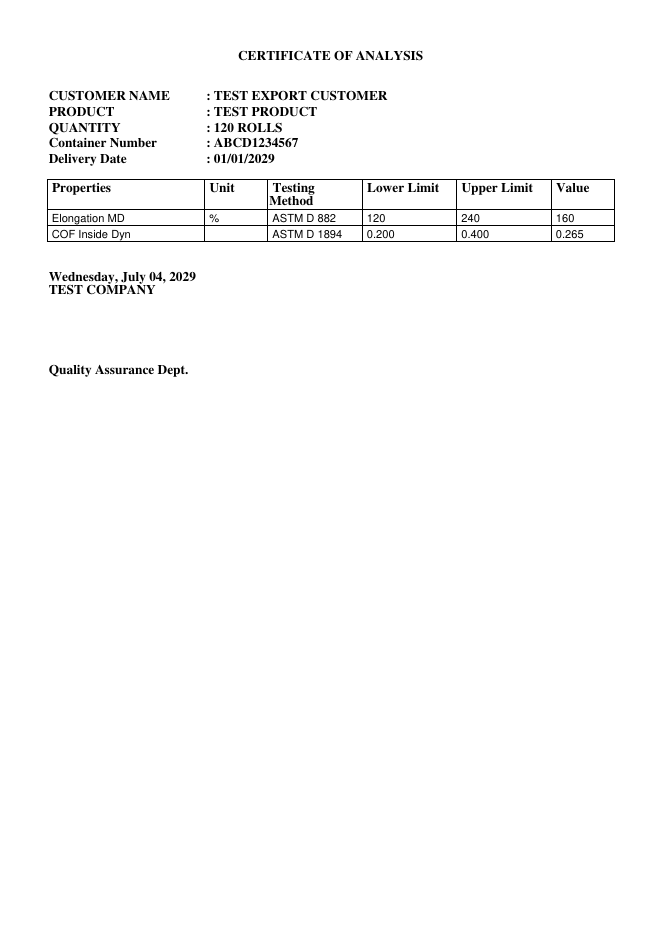 CERTIFICATE OF ANALYSIS
CUSTOMER NAME : TEST EXPORT CUSTOMER
PRODUCT : TEST PRODUCT
QUANTITY : 120 ROLLS
Container Number : ABCD1234567
Delivery Date : 01/01/2029
Properties Unit Testing Method Lower Limit Upper Limit Value
Elongation MD % ASTM D 882 120 240 160
COF Inside Dyn ASTM D 1894 0.200 0.400 0.265
Wednesday, July 04, 2029
TEST COMPANY
Quality Assurance Dept.